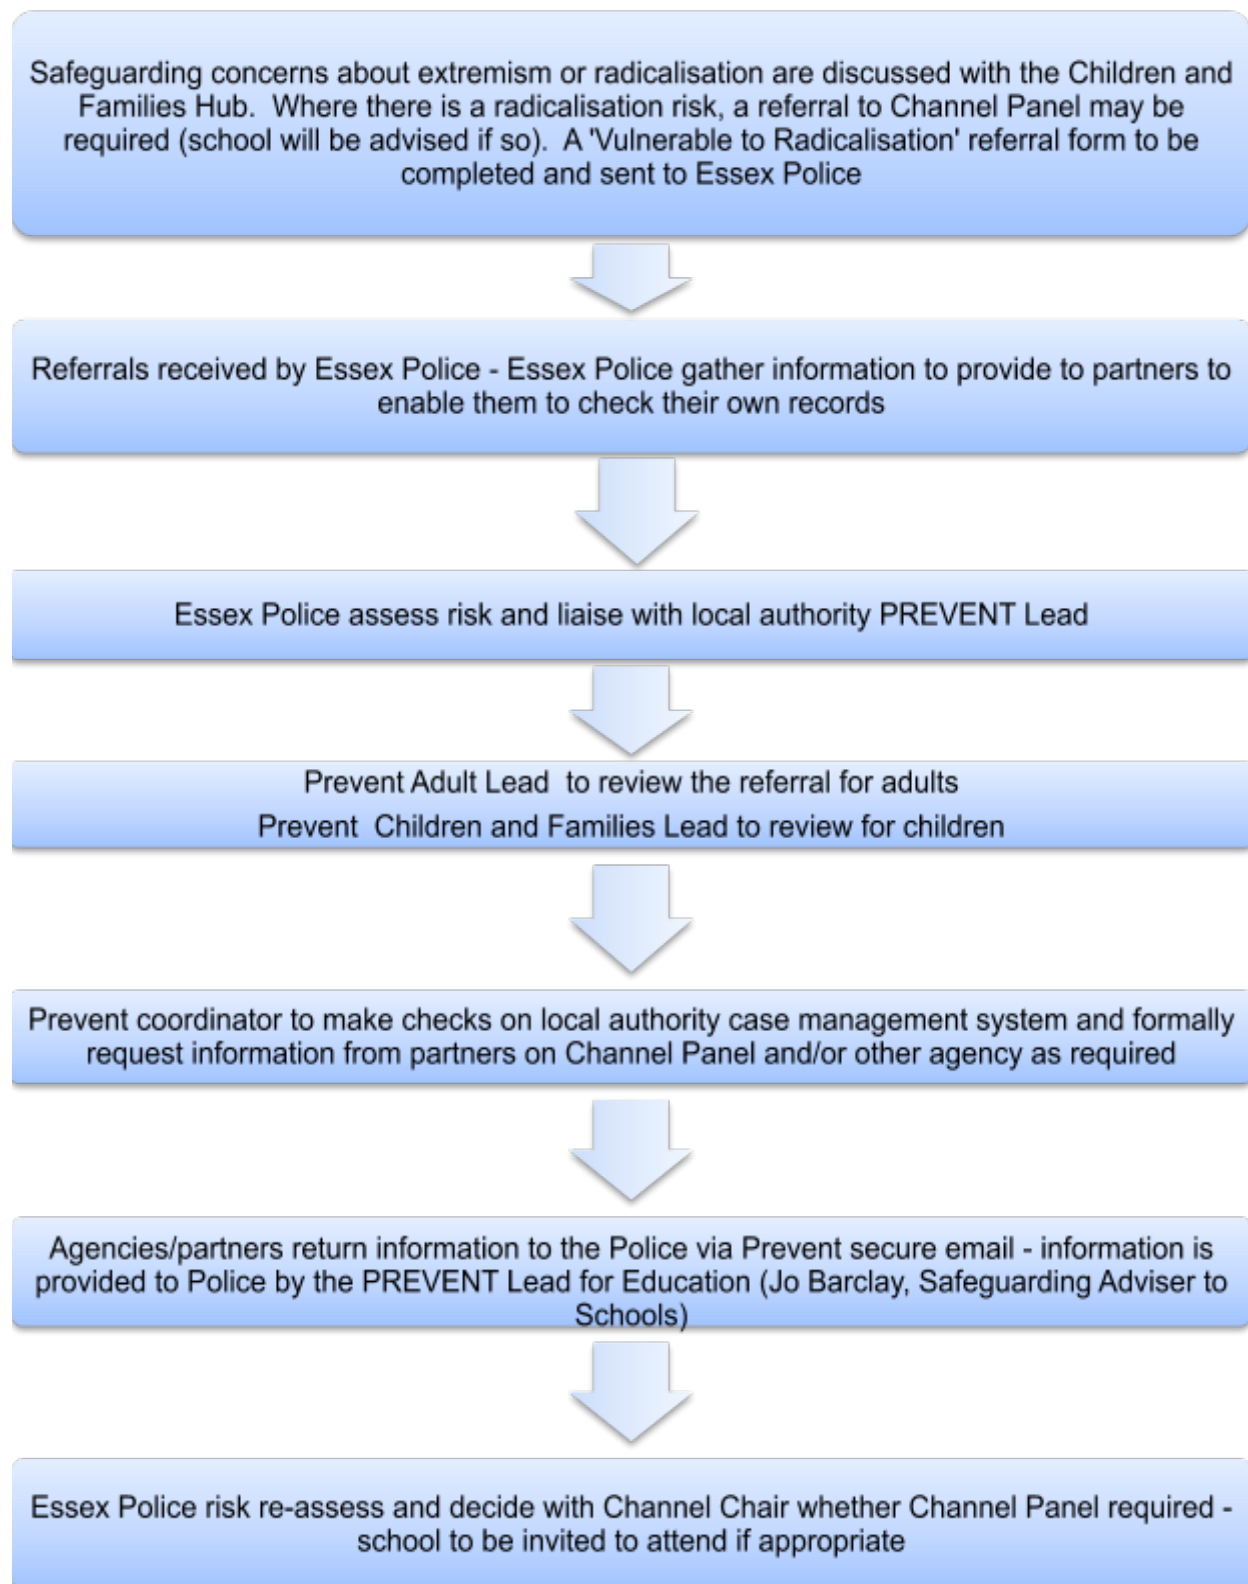 Safeguarding concerns about extremism or radicalisation are discussed with the Children and
Families Hub.  Where there is a radicalisation risk, a referral to Channel Panel may be
required (school will be advised if so).  A 'Vulnerable to Radicalisation' referral form to be
completed and sent to Essex Police
Referrals received by Essex Police - Essex Police gather information to provide to partners to
enable them to check their own records
Essex Police assess risk and liaise with local authority PREVENT Lead
Prevent Adult Lead  to review the referral for adults
Prevent  Children and Families Lead to review for children
Prevent coordinator to make checks on local authority case management system and formally
request information from partners on Channel Panel and/or other agency as required
Agencies/partners return information to the Police via Prevent secure email - information is
provided to Police by the PREVENT Lead for Education (Jo Barclay, Safeguarding Adviser to
Schools)
Essex Police risk re-assess and decide with Channel Chair whether Channel Panel required -
school to be invited to attend if appropriate